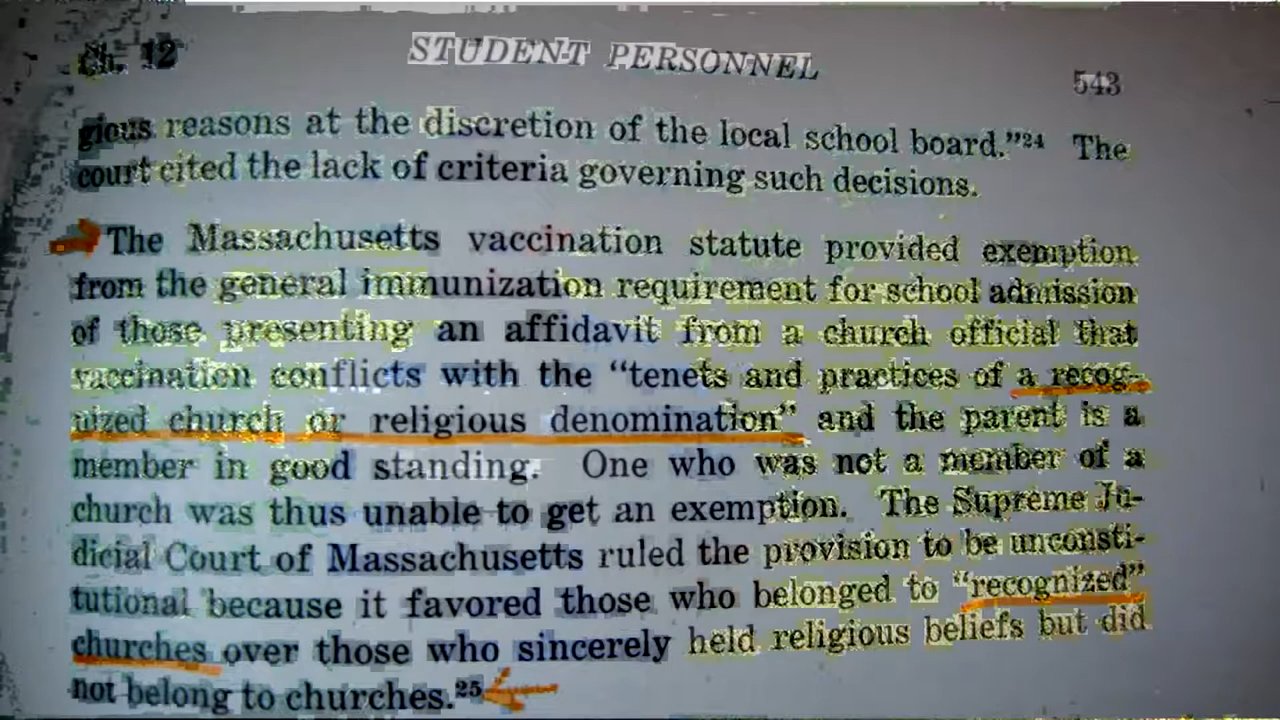 Ch. 12
STUDENT PERSONNEL
543
gious reasons at the discretion of the local school board."24 The
court cited the lack of criteria governing such decisions.
The Massachusetts vaccination statute provided exemption
from the general immunization requirement for school admission
of those presenting an affidavit from a church official that
vaccination conflicts with the "tenets and practices of a recog-
nized church or religious denomination" and the parent is a
member in good standing. One who was not a member of a
church was thus unable to get an exemption. The Supreme Ju-
dicial Court of Massachusetts ruled the provision to be unconsti-
tutional because it favored those who belonged to "recognized"
churches over those who sincerely held religious beliefs but did
not belong to churches.25